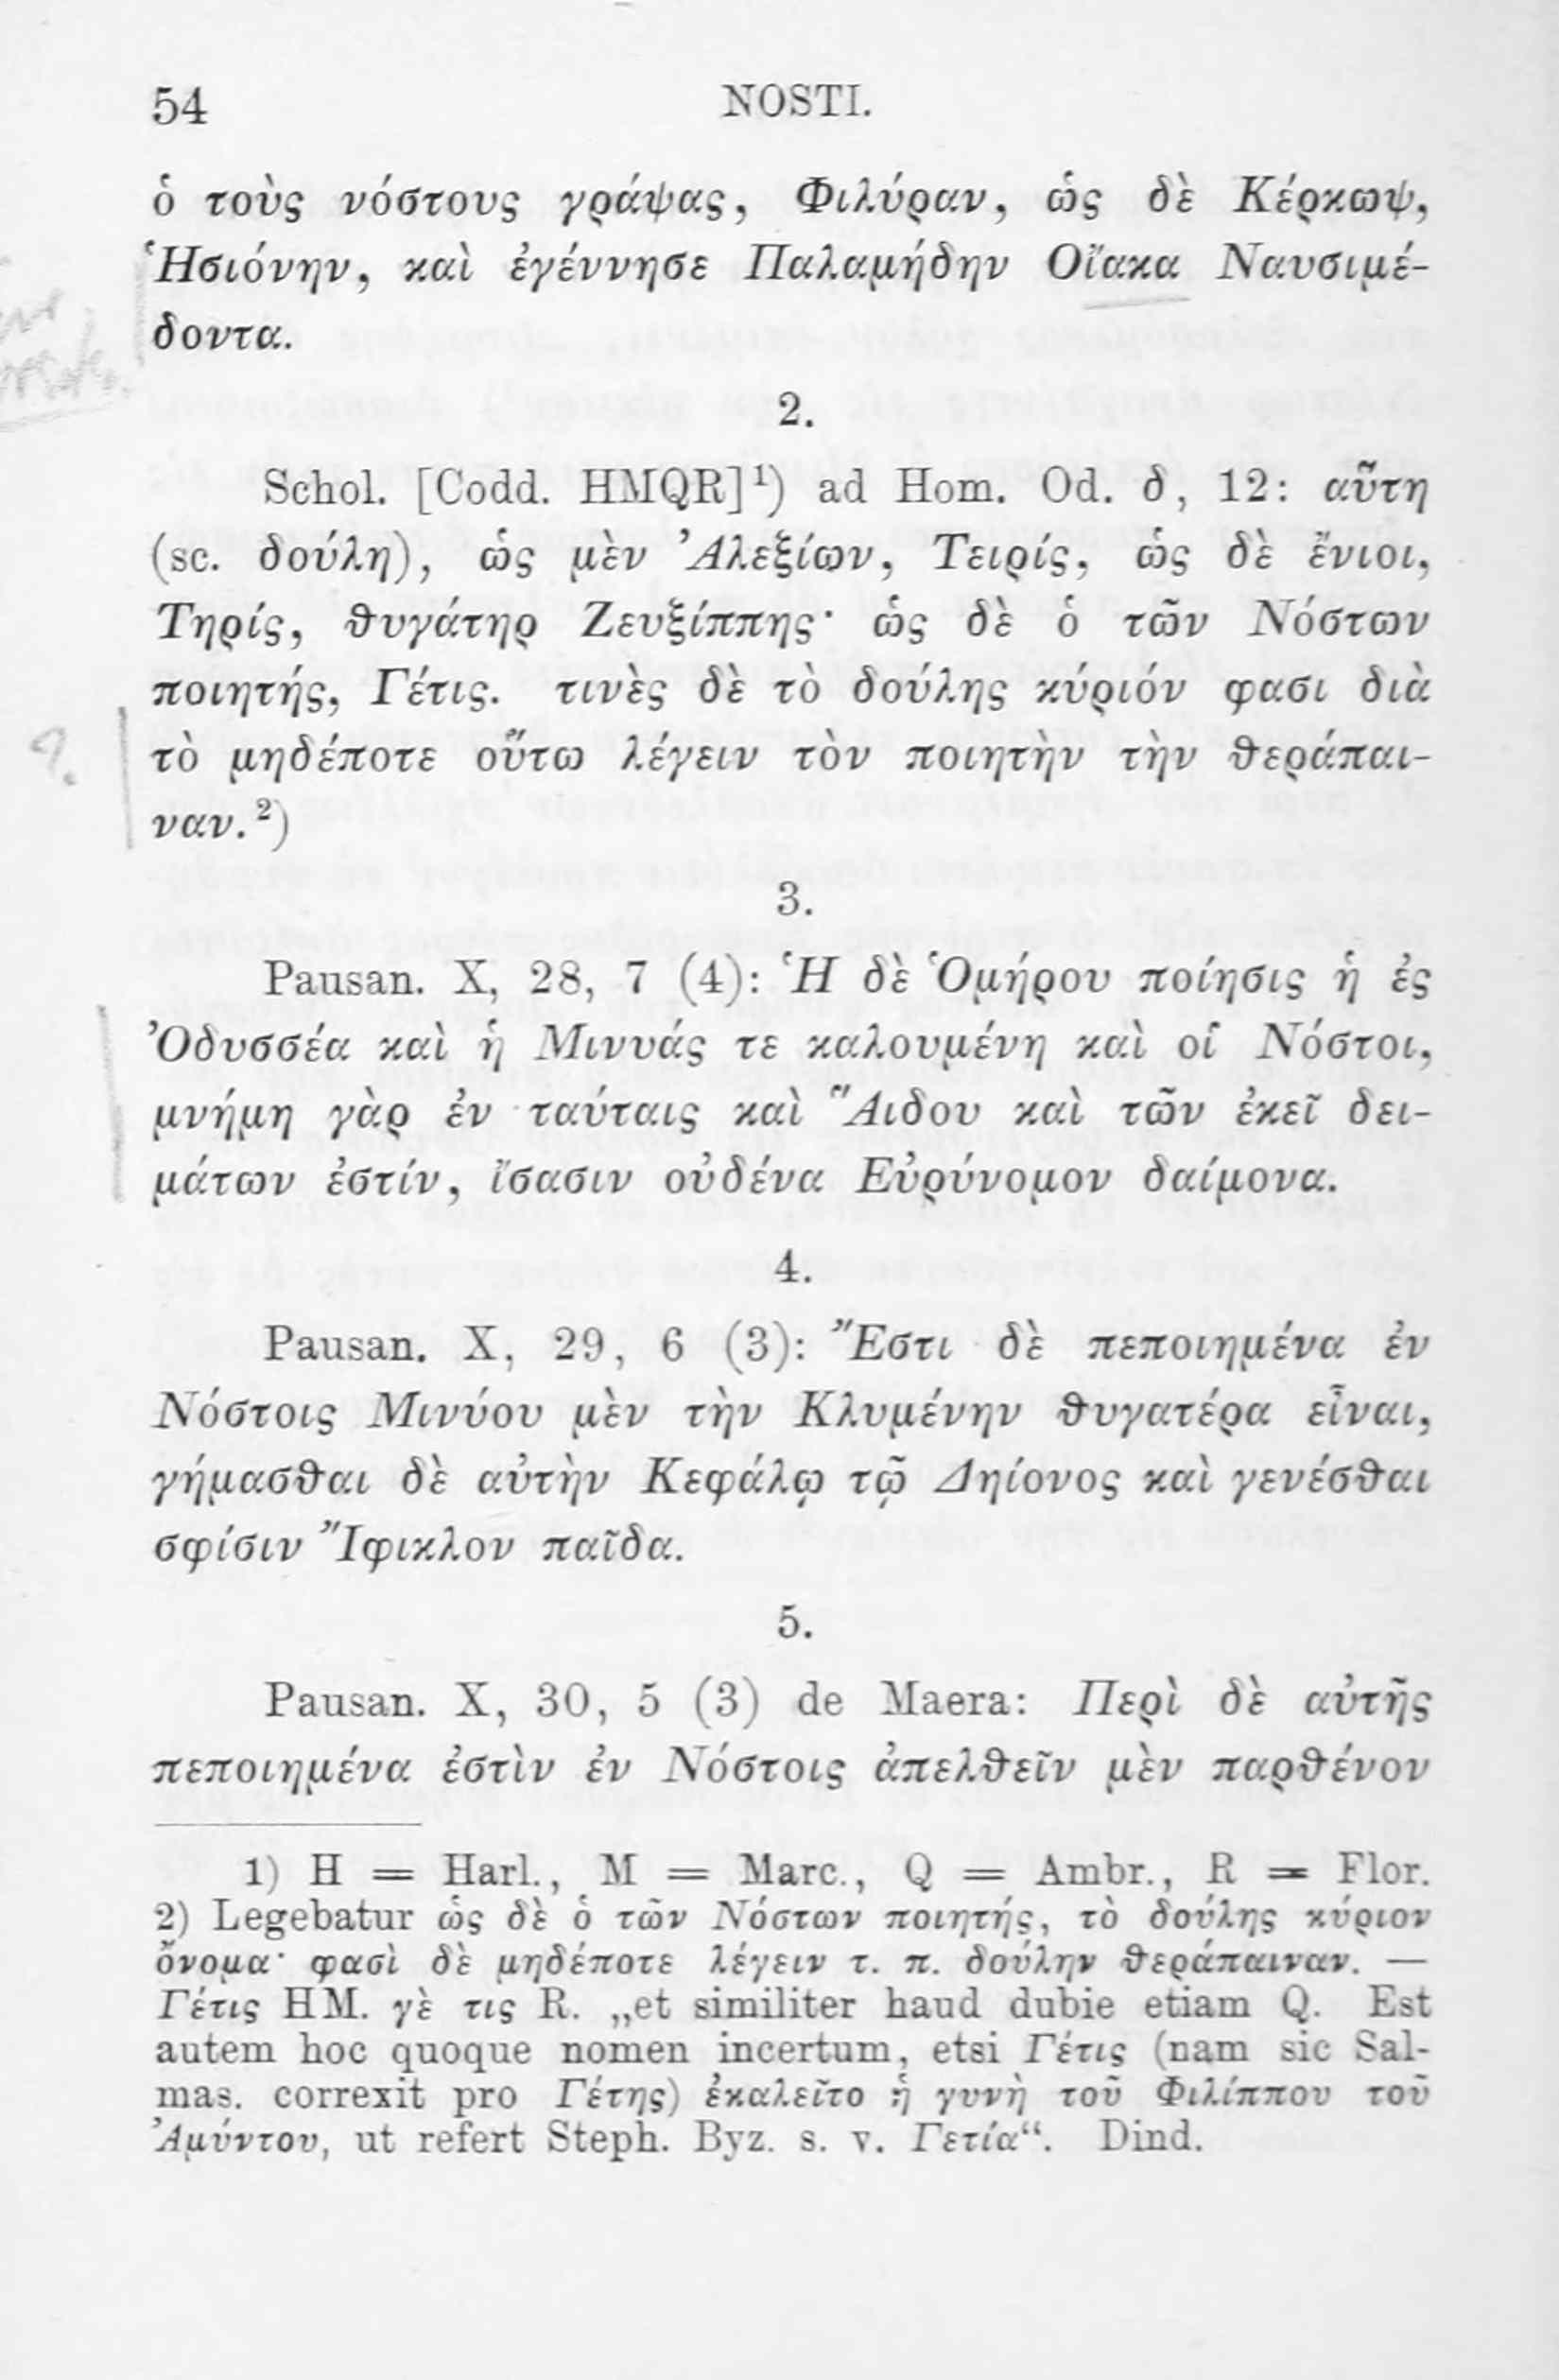 54 NOSTI.
ὁ τοὺς νόστους γράψας, Φιλύραν, ὡς δὲ Κέρκωψ,
Ἡσιόνην, καὶ ἐγέννησε Παλαμήδην Οἴακα Ναυσιμέ-
δοντα.
2.
Schol. [Codd. HMQR]¹) ad Hom. Od. δ, 12: αὕτη
(sc. δούλη), ὡς μὲν Ἀλεξίων, Τειρίς, ὡς δὲ ἔνιοι,
Τηρίς, θυγάτηρ Ζευξίππης· ὡς δὲ ὁ τῶν Νόστων
ποιητής, Γέτις. τινὲς δὲ τὸ δούλης κύριόν φασι διὰ
τὸ μηδέποτε οὕτω λέγειν τὸν ποιητὴν τὴν θεράπαι-
ναν.²)
3.
Pausan. X, 28, 7 (4): Ἡ δὲ Ὁμήρου ποίησις ἡ ἐς
Ὀδυσσέα καὶ ἡ Μινυάς τε καλουμένη καὶ οἱ Νόστοι,
μνήμη γὰρ ἐν ταύταις καὶ Ἅιδου καὶ τῶν ἐκεῖ δει-
μάτων ἐστίν, ἴσασιν οὐδένα Εὐρύνομον δαίμονα.
4.
Pausan. X, 29, 6 (3): Ἔστι δὲ πεποιημένα ἐν
Νόστοις Μινύου μὲν τὴν Κλυμένην θυγατέρα εἶναι,
γήμασθαι δὲ αὐτὴν Κεφάλῳ τῷ Δηίονος καὶ γενέσθαι
σφίσιν Ἴφικλον παῖδα.
5.
Pausan. X, 30, 5 (3) de Maera: Περὶ δὲ αὐτῆς
πεποιημένα ἐστὶν ἐν Νόστοις ἀπελθεῖν μὲν παρθένον
1) H = Harl., M = Marc., Q = Ambr., R = Flor.
2) Legebatur ὡς δὲ ὁ τῶν Νόστων ποιητής, τὸ δούλης κύριον
ὄνομα· φασὶ δὲ μηδέποτε λέγειν τ. π. δούλην θεράπαιναν. —
Γέτις HM. γὲ τις R. „et similiter haud dubie etiam Q. Est
autem hoc quoque nomen incertum, etsi Γέτις (nam sic Sal-
mas. correxit pro Γέτης) ἐκαλεῖτο ἡ γυνὴ τοῦ Φιλίππου τοῦ
Ἀμύντου, ut refert Steph. Byz. s. v. Γετία“. Dind.